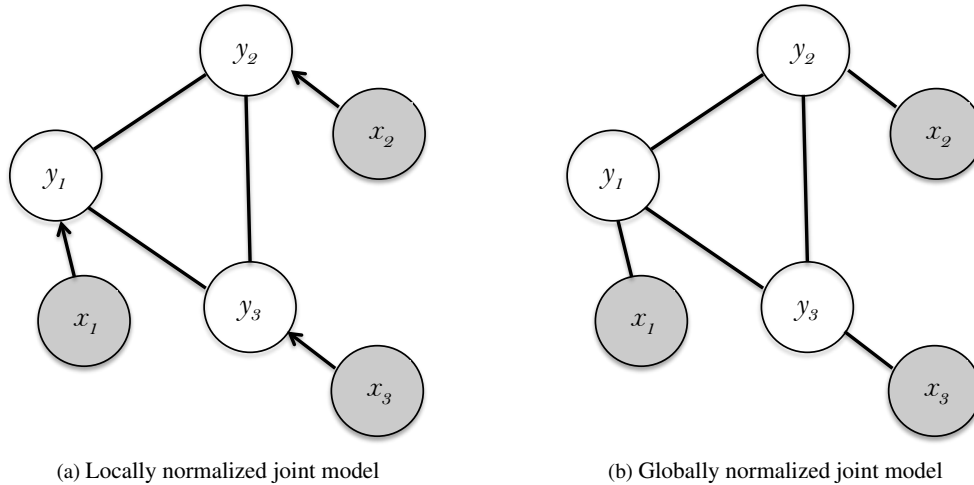 y₂
x₂
y₁
x₁
y₃
x₃
(a) Locally normalized joint model
y₂
x₂
y₁
x₁
y₃
x₃
(b) Globally normalized joint model